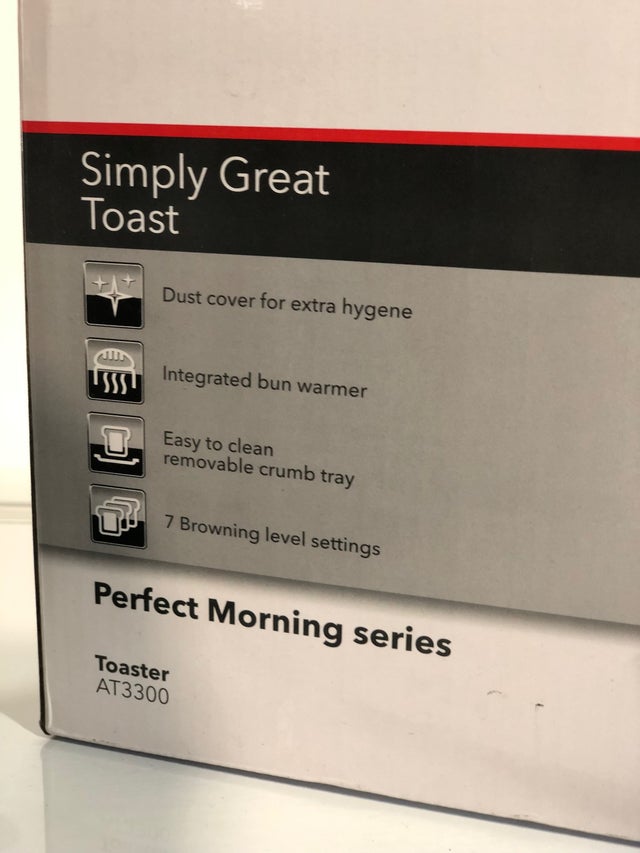 Simply Great
Toast
Dust cover for extra hygene
Integrated bun warmer
Easy to clean
removable crumb tray
7 Browning level settings
Perfect Morning series
Toaster
AT3300